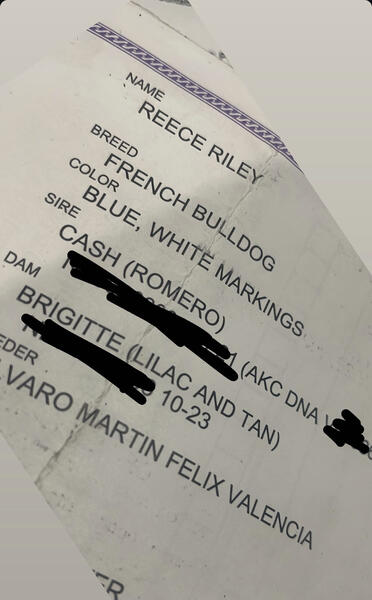 NAME
REECE RILEY
BREED
FRENCH BULLDOG
COLOR
BLUE, WHITE MARKINGS
SIRE
CASH (ROMERO)
(AKC DNA
DAM
BRIGITTE (LILAC AND TAN)
10-23
EDER
VARO MARTIN FELIX VALENCIA
ER